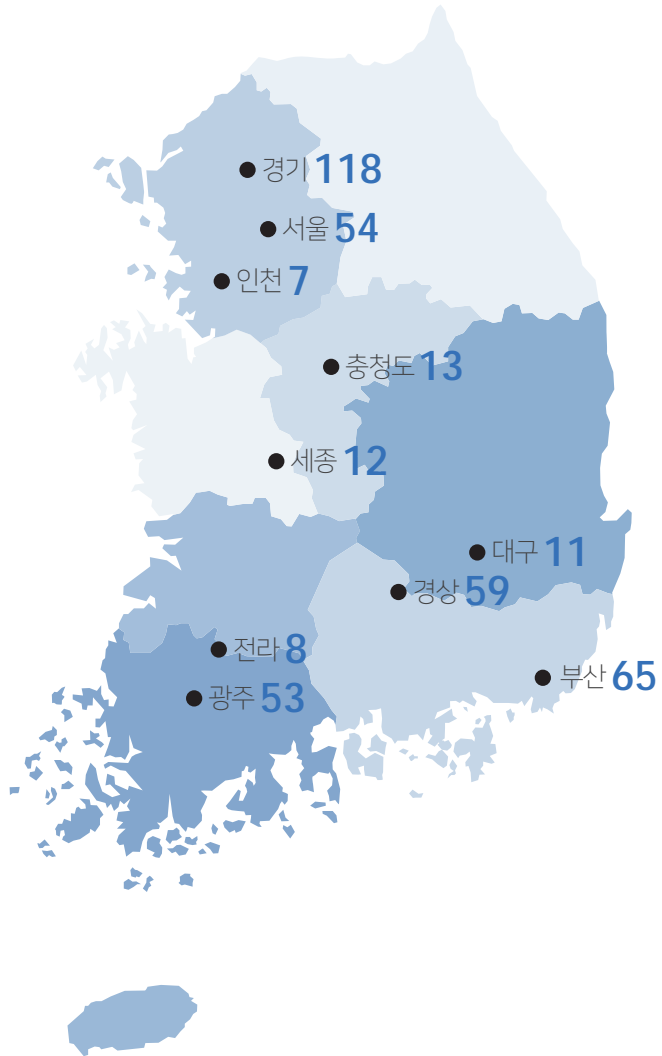 경기 118
서울 54
인천 7
충청도 13
세종 12
대구 11
경상 59
전라 8
부산 65
광주 53